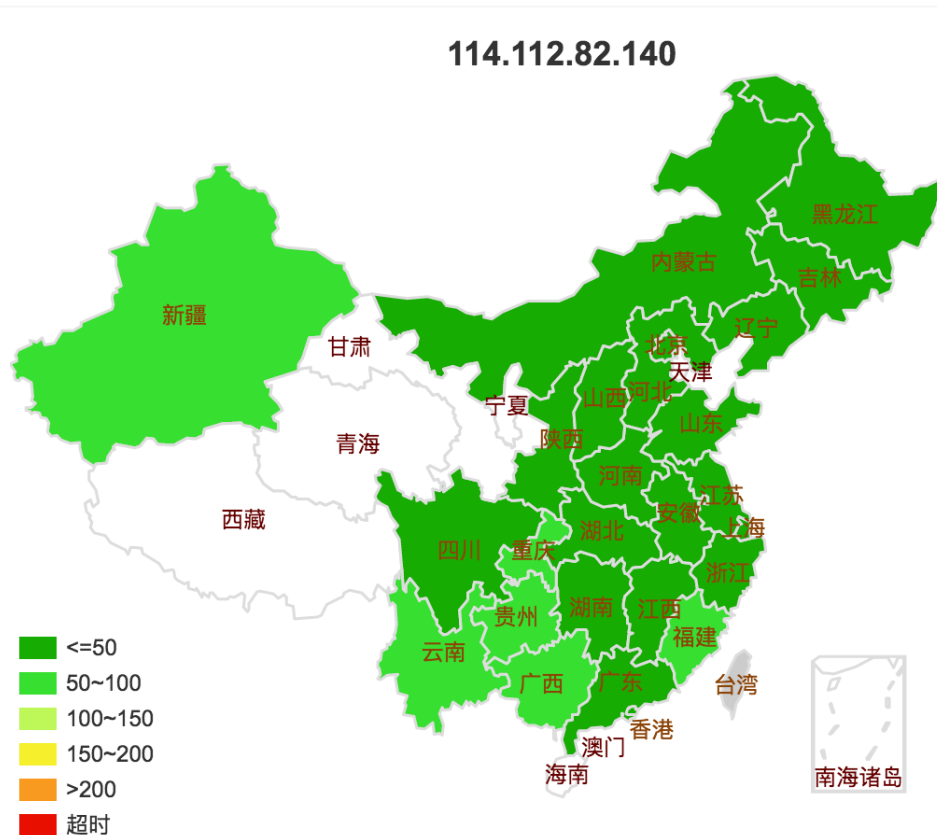 114.112.82.140
黑龙江
内蒙古
吉林
新疆
辽宁
北京
甘肃
天津
河北
山西
宁夏
山东
陕西
青海
河南
江苏
安徽
西藏
上海
湖北
四川
重庆
浙江
湖南
江西
贵州
福建
云南
广西
广东
台湾
香港
澳门
海南
南海诸岛
<=50
50~100
100~150
150~200
>200
超时